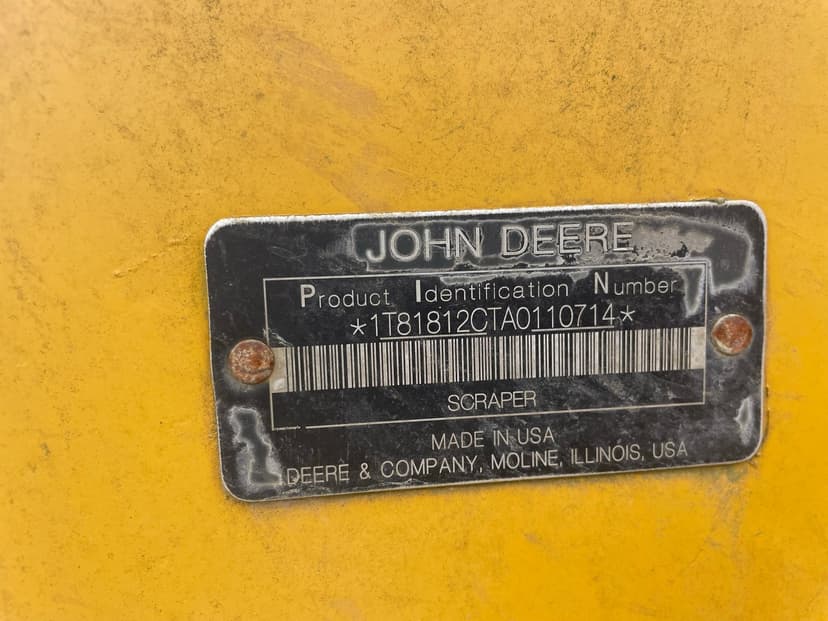 JOHN DEERE
Product Identification Number
*1T81812CTA0110714*
SCRAPER
MADE IN USA
DEERE & COMPANY, MOLINE, ILLINOIS, USA